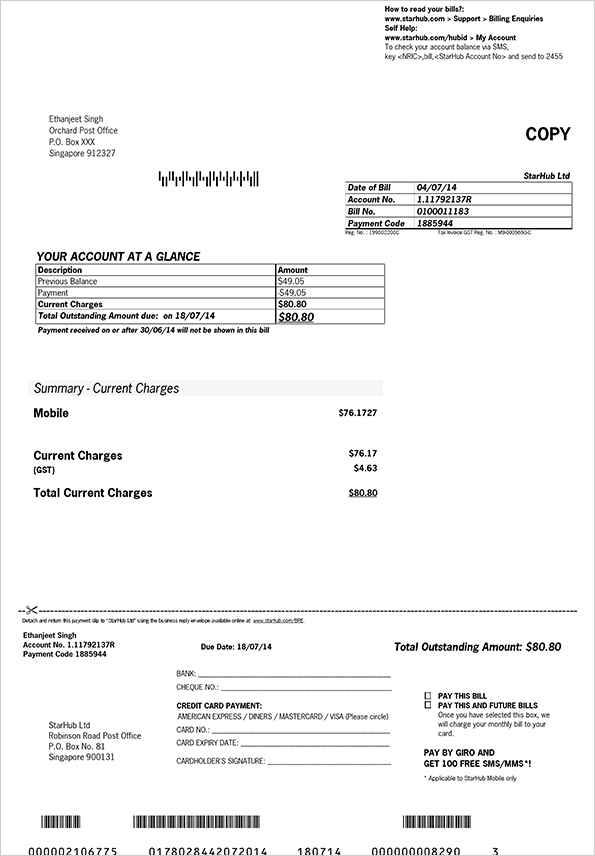 How to read your bills?:
www.starhub.com > Support > Billing Enquiries
Self Help:
www.starhub.com/hubid > My Account
To check your account balance via SMS,
key <NRIC>,bill,<StarHub Account No> and send to 2455
Ethanjeet Singh
Orchard Post Office
P.O. Box XXX
Singapore 912327
COPY
StarHub Ltd
Date of Bill 04/07/14
Account No. 1.11792137R
Bill No. 0100011183
Payment Code 1885944
Reg. No. : 199802208C Tax Invoice GST Reg. No. : M9-0009650-C
YOUR ACCOUNT AT A GLANCE
Description Amount
Previous Balance $49.05
Payment -$49.05
Current Charges $80.80
Total Outstanding Amount due: on 18/07/14 $80.80
Payment received on or after 30/06/14 will not be shown in this bill
Summary - Current Charges
Mobile $76.1727
Current Charges $76.17
(GST) $4.63
Total Current Charges $80.80
Detach and return this payment slip to "StarHub Ltd" using the business reply envelope available online at www.starhub.com/BRE.
Ethanjeet Singh
Account No. 1.11792137R
Payment Code 1885944
Due Date: 18/07/14
Total Outstanding Amount: $80.80
BANK:
CHEQUE NO.:
CREDIT CARD PAYMENT:
AMERICAN EXPRESS / DINERS / MASTERCARD / VISA (Please circle)
CARD NO.:
CARD EXPIRY DATE:
CARDHOLDER'S SIGNATURE:
StarHub Ltd
Robinson Road Post Office
P.O. Box No. 81
Singapore 900131
PAY THIS BILL
PAY THIS AND FUTURE BILLS
Once you have selected this box, we
will charge your monthly bill to your
card.
PAY BY GIRO AND
GET 100 FREE SMS/MMS*!
* Applicable to StarHub Mobile only
000002106775 0178028442072014 180714 000000008290 3